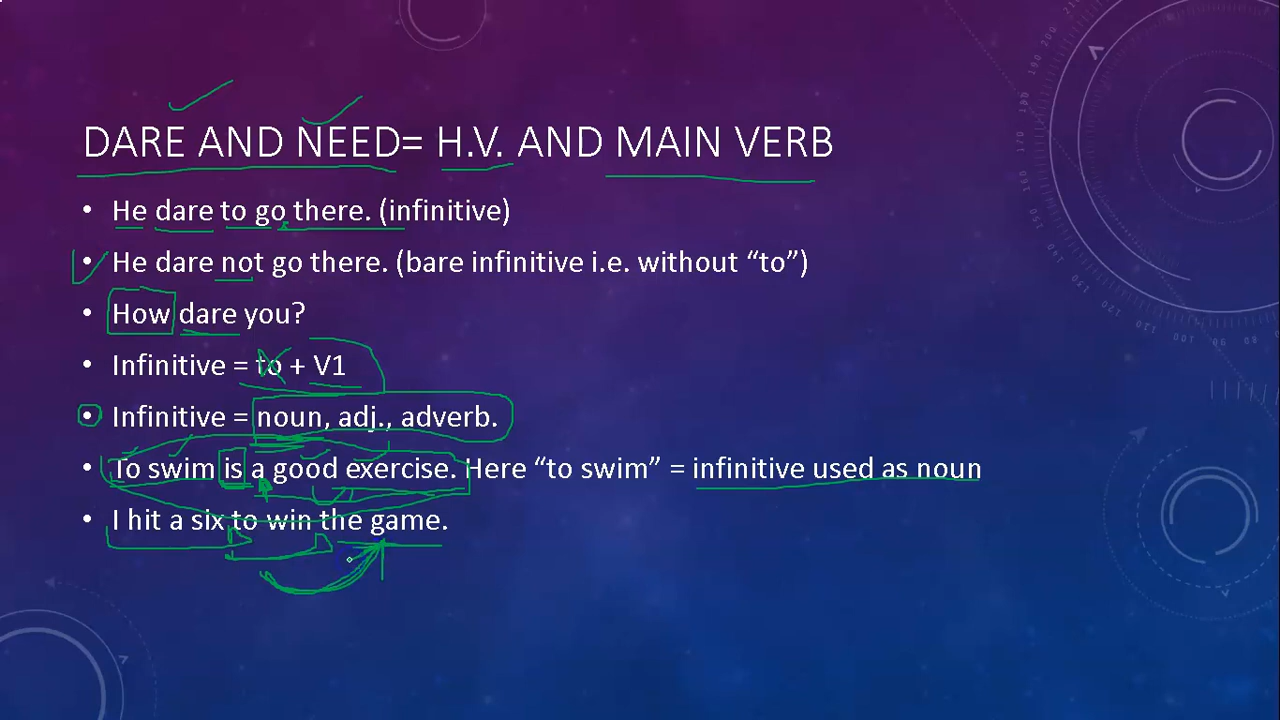 DARE AND NEED= H.V. AND MAIN VERB
• He dare to go there. (infinitive)
• He dare not go there. (bare infinitive i.e. without “to”)
• How dare you?
• Infinitive = to + V1
• Infinitive = noun, adj., adverb.
• To swim is a good exercise. Here “to swim” = infinitive used as noun
• I hit a six to win the game.